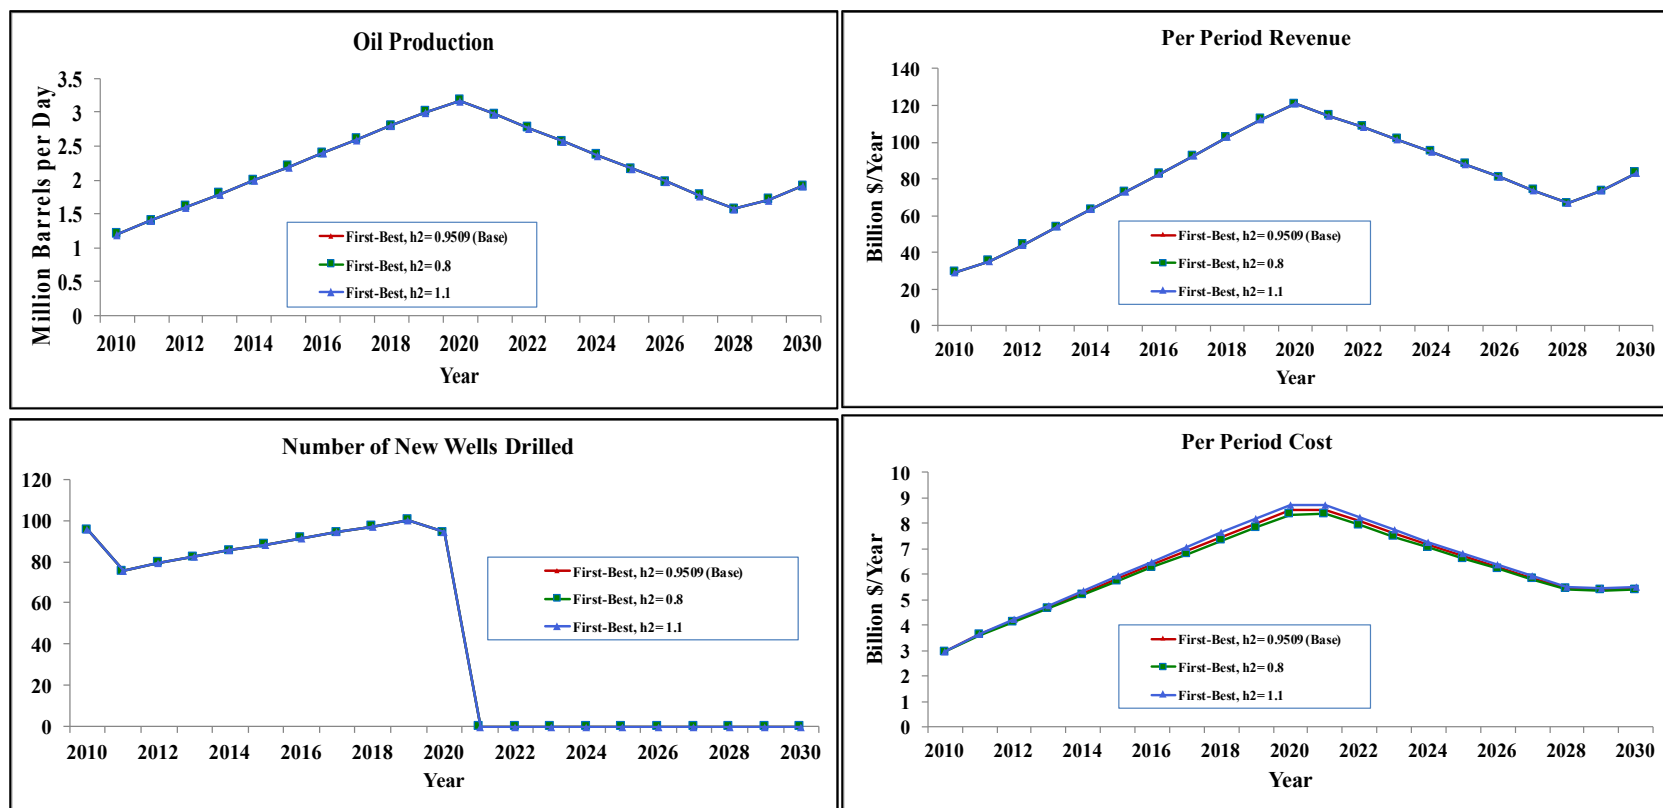 Oil Production
Million Barrels per Day
3.5
3
2.5
2
1.5
1
0.5
0
First-Best, h2= 0.9509 (Base)
First-Best, h2= 0.8
First-Best, h2= 1.1
2010 2012 2014 2016 2018 2020 2022 2024 2026 2028 2030
Year
Per Period Revenue
Billion $/Year
140
120
100
80
60
40
20
0
First-Best, h2= 0.9509 (Base)
First-Best, h2= 0.8
First-Best, h2= 1.1
2010 2012 2014 2016 2018 2020 2022 2024 2026 2028 2030
Year
Number of New Wells Drilled
120
100
80
60
40
20
0
First-Best, h2= 0.9509 (Base)
First-Best, h2= 0.8
First-Best, h2= 1.1
2010 2012 2014 2016 2018 2020 2022 2024 2026 2028 2030
Year
Per Period Cost
Billion $/Year
10
9
8
7
6
5
4
3
2
1
0
First-Best, h2= 0.9509 (Base)
First-Best, h2= 0.8
First-Best, h2= 1.1
2010 2012 2014 2016 2018 2020 2022 2024 2026 2028 2030
Year